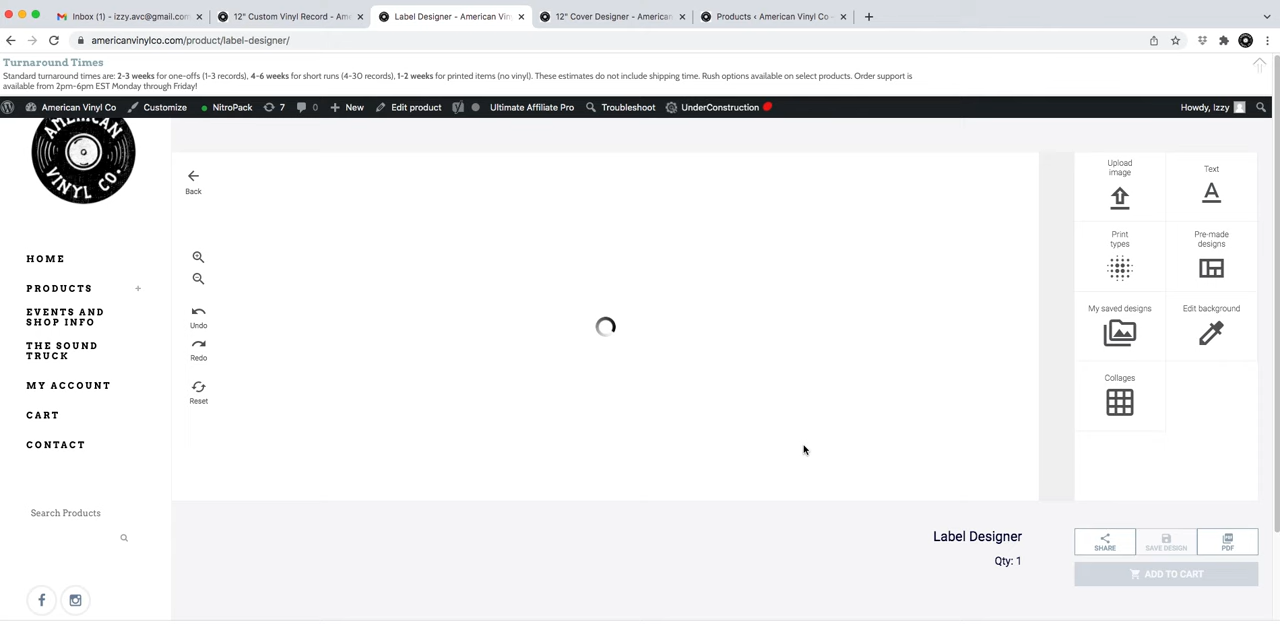 Inbox (1) - izzy.avc@gmail.com
12" Custom Vinyl Record - Ame
Label Designer - American Viny
12" Cover Designer - American
Products ‹ American Vinyl Co —
americanvinylco.com/product/label-designer/
Turnaround Times
Standard turnaround times are: 2-3 weeks for one-offs (1-3 records), 4-6 weeks for short runs (4-30 records), 1-2 weeks for printed items (no vinyl). These estimates do not include shipping time. Rush options available on select products. Order support is
available from 2pm-6pm EST Monday through Friday!
American Vinyl Co
Customize
NitroPack
7
0
New
Edit product
Ultimate Affiliate Pro
Troubleshoot
UnderConstruction
Howdy, Izzy
AMERICAN
VINYL CO.
HOME
PRODUCTS +
EVENTS AND
SHOP INFO
THE SOUND
TRUCK
MY ACCOUNT
CART
CONTACT
Search Products
Back
Undo
Redo
Reset
Upload
image
Text
Print
types
Pre-made
designs
My saved designs
Edit background
Collages
Label Designer
Qty: 1
SHARE
SAVE DESIGN
PDF
ADD TO CART